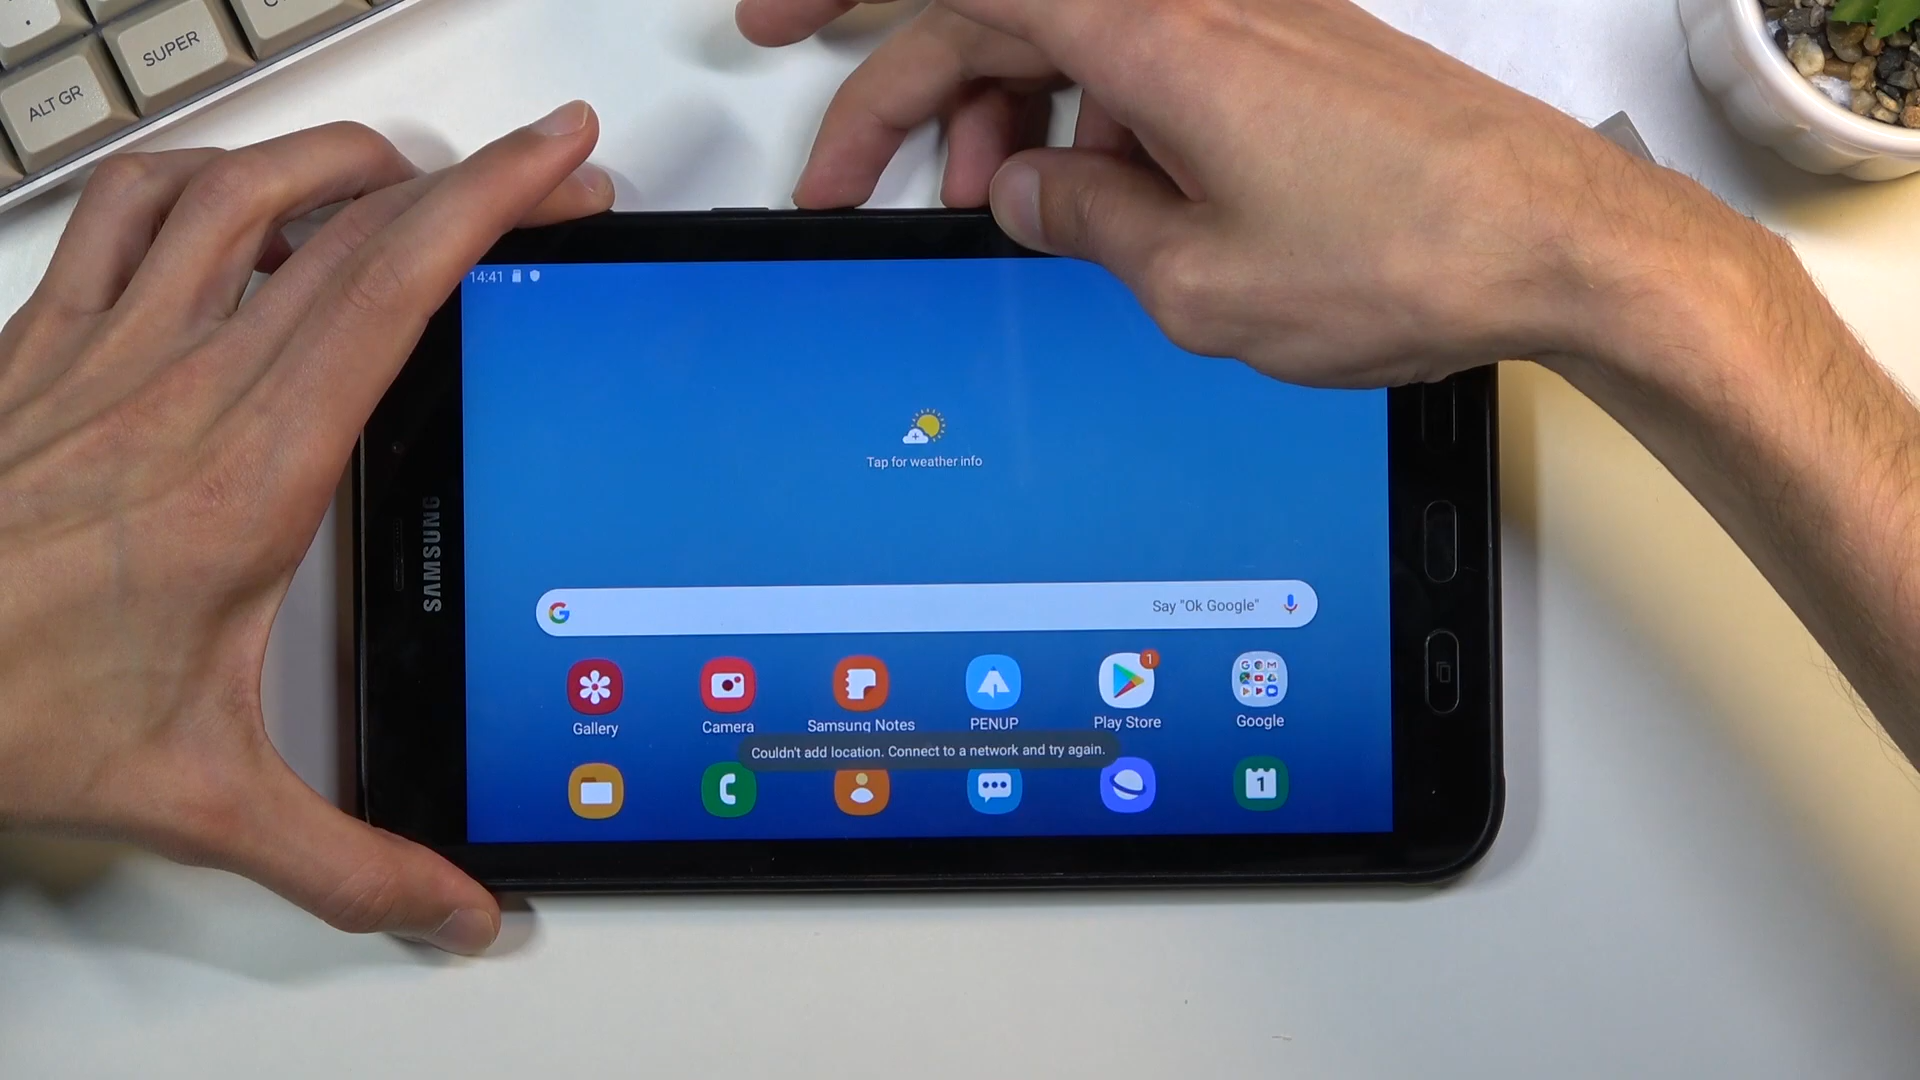 SUPER
ALT GR
14:41
SAMSUNG
Tap for weather info
Say "Ok Google"
1
Gallery
Camera
Samsung Notes
PENUP
Play Store
Google
Couldn't add location. Connect to a network and try again.
1